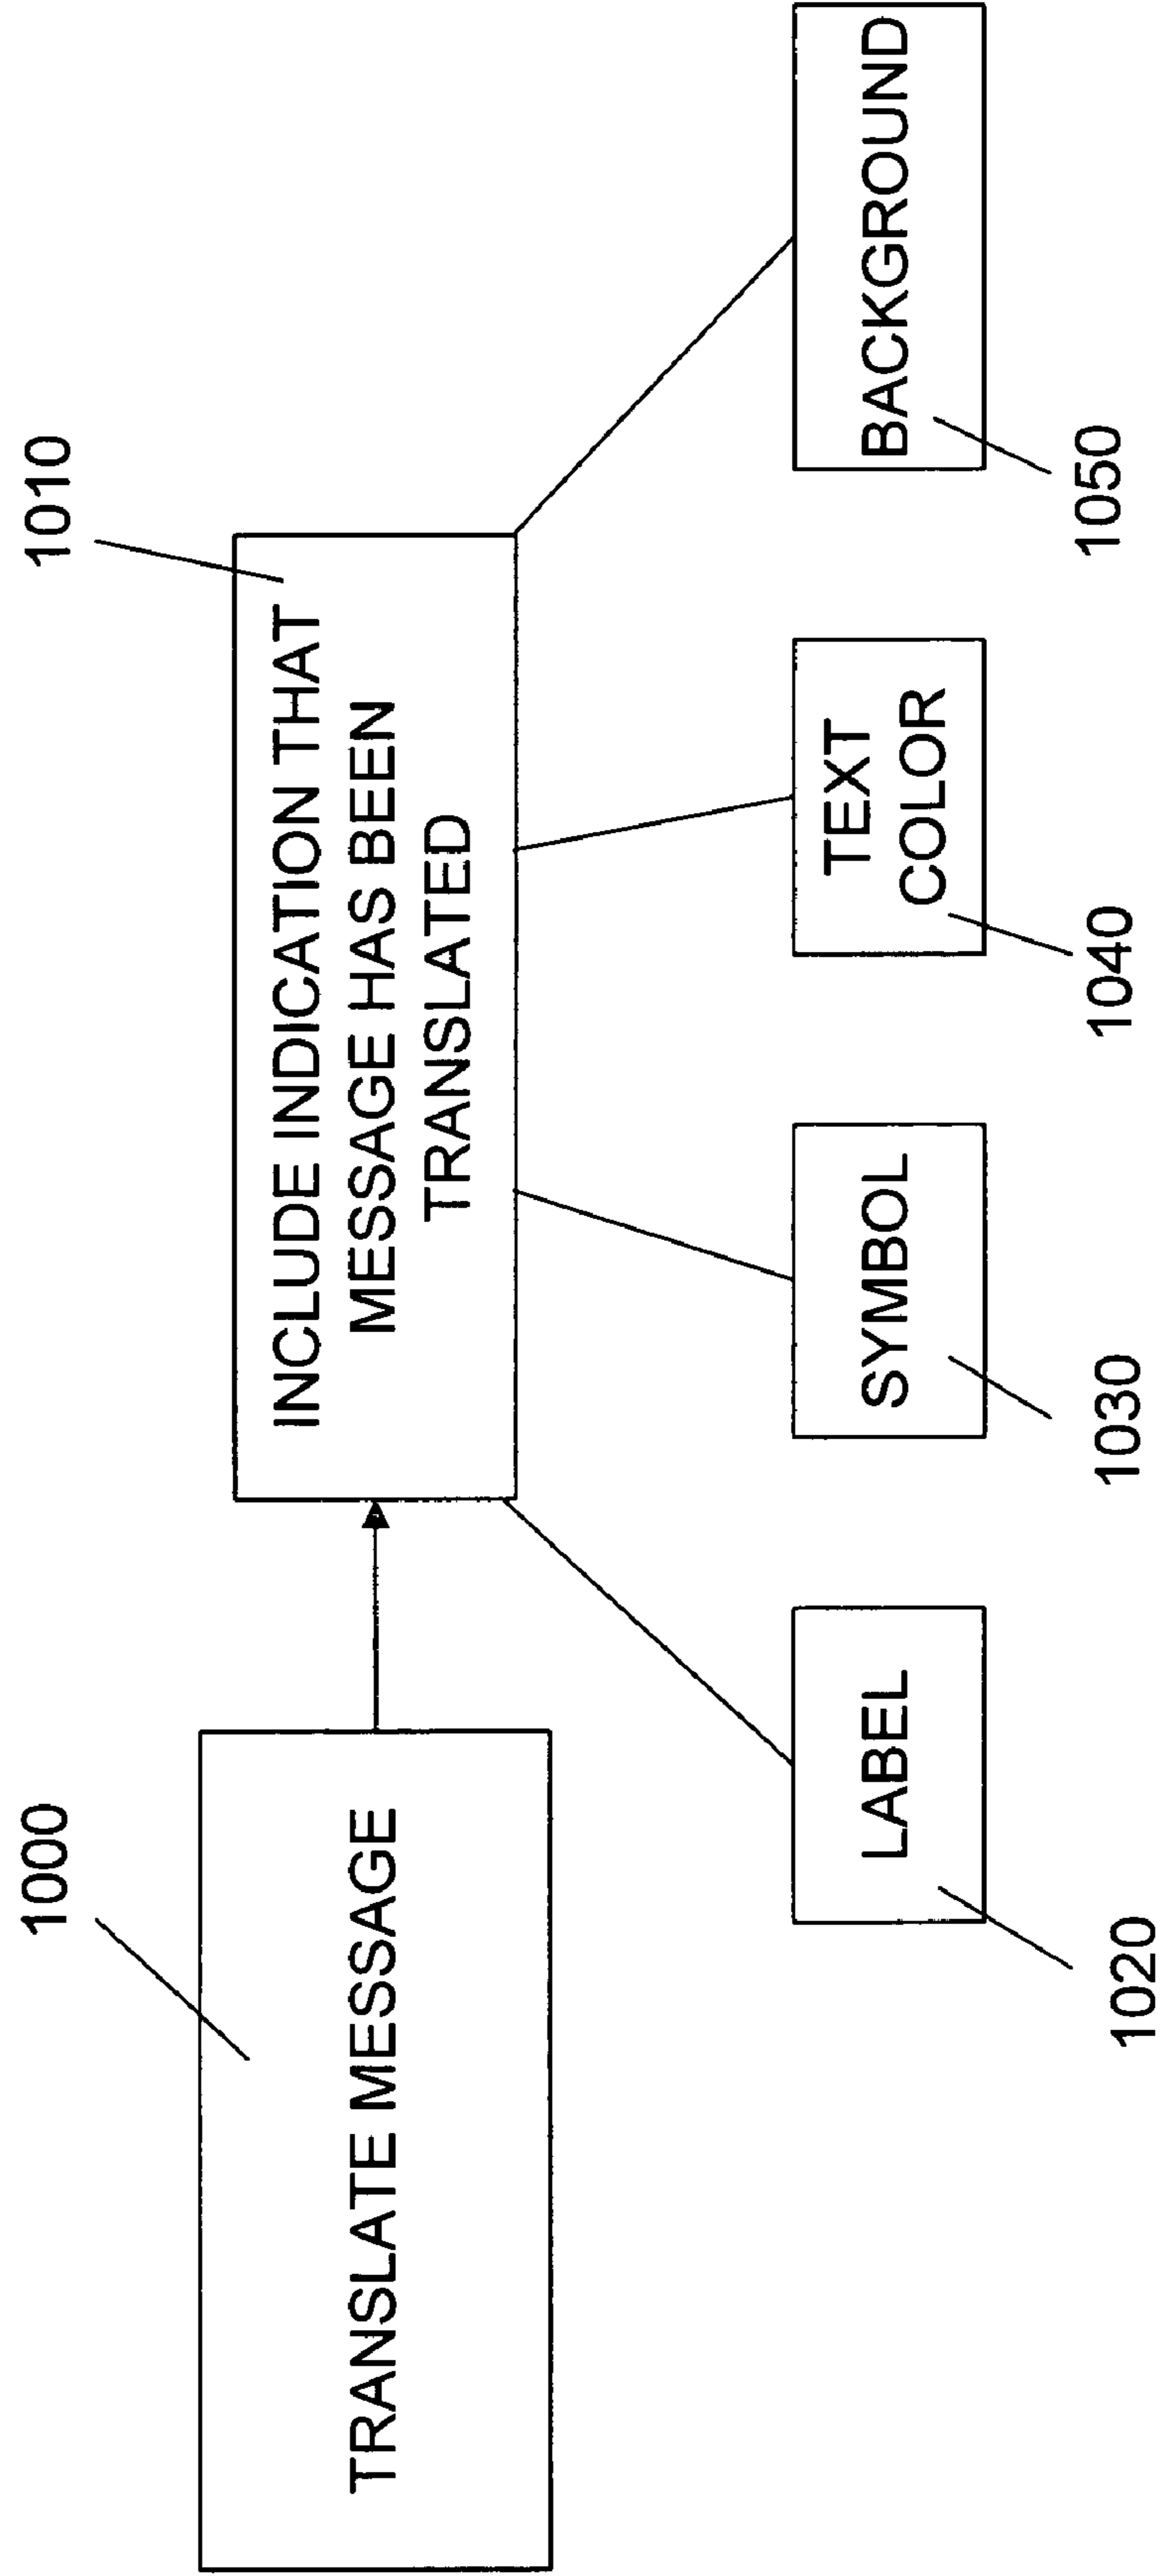 1000
1010
TRANSLATE MESSAGE
INCLUDE INDICATION THAT
MESSAGE HAS BEEN
TRANSLATED
LABEL
SYMBOL
TEXT
COLOR
BACKGROUND
1020
1030
1040
1050